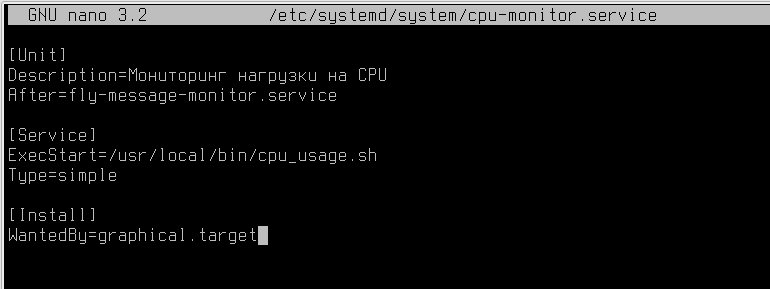 GNU nano 3.2 /etc/systemd/system/cpu-monitor.service
[Unit]
Description=Мониторинг нагрузки на CPU
After=fly-message-monitor.service
[Service]
ExecStart=/usr/local/bin/cpu_usage.sh
Type=simple
[Install]
WantedBy=graphical.target